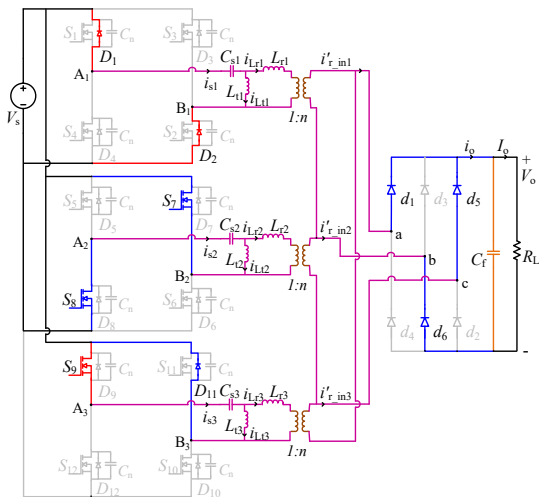 S1 Cn D1 S3 Cn D3
A1 Cs1 iLr1 Lr1 i'r_in1
is1 Lt1 iLt1
Vs
B1 1:n
S4 Cn D4 S2 Cn D2
io Io + Vo
S5 Cn D5 S7 Cn D7
d1 d3 d5
A2 Cs2 iLr2 Lr2 i'r_in2 a
is2 Lt2 iLt2 b
B2 1:n c
Cf RL
S8 Cn D8 S6 Cn D6
d4 d6 d2 -
S9 Cn D9 S11 Cn D11
A3 Cs3 iLr3 Lr3 i'r_in3
is3 Lt3 iLt3
B3 1:n
S12 Cn D12 S10 Cn D10